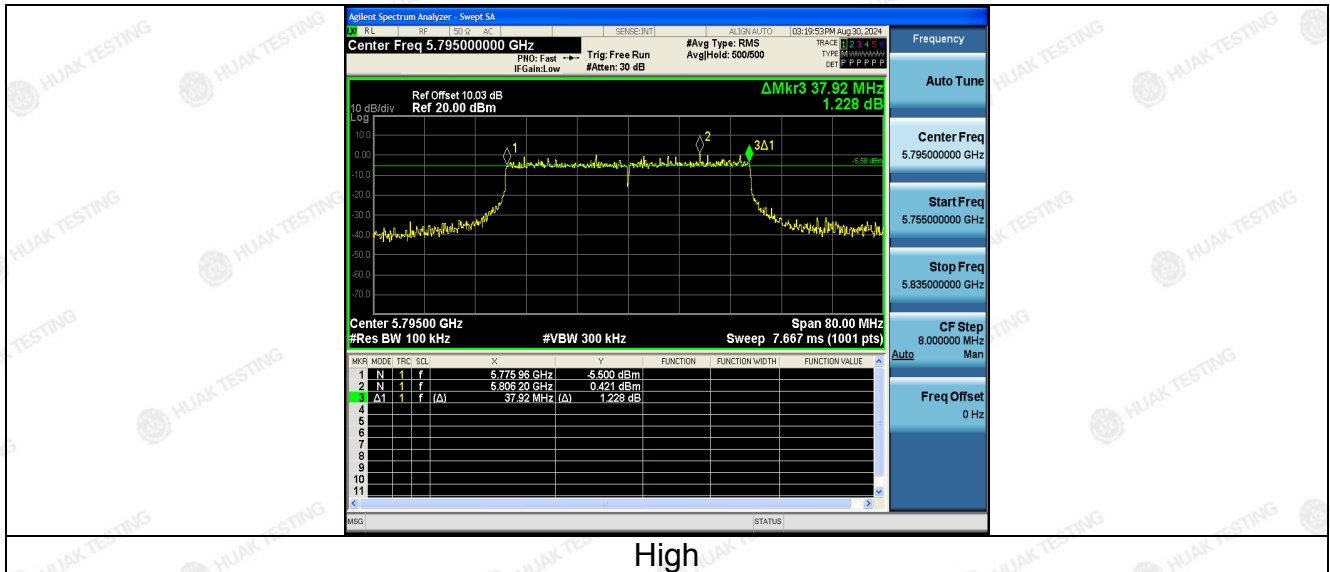 Agilent Spectrum Analyzer - Swept SA
LXI RL RF 50 Ω AC SENSE:INT ALIGN AUTO 03:19:53 PM Aug 30, 2024
Center Freq 5.795000000 GHz
#Avg Type: RMS
TRACE 1 2 3 4 5 6
PNO: Fast Trig: Free Run Avg|Hold: 500/500
TYPE M
IFGain:Low #Atten: 30 dB
DET P P P P P P
ΔMkr3 37.92 MHz
1.228 dB
Ref Offset 10.03 dB
10 dB/div Ref 20.00 dBm
Log
10.0
0.00
-10.0
-20.0
-30.0
-40.0
-50.0
-60.0
-70.0
1
2
3Δ1
-5.58 dBm
Center 5.79500 GHz Span 80.00 MHz
#Res BW 100 kHz #VBW 300 kHz Sweep 7.667 ms (1001 pts)
MKR MODE TRC SCL X Y FUNCTION FUNCTION WIDTH FUNCTION VALUE
1 N 1 f 5.775 96 GHz -5.500 dBm
2 N 1 f 5.806 20 GHz 0.421 dBm
3 Δ1 1 f (Δ) 37.92 MHz (Δ) 1.228 dB
4
5
6
7
8
9
10
11
MSG STATUS
Frequency
Auto Tune
Center Freq
5.795000000 GHz
Start Freq
5.755000000 GHz
Stop Freq
5.835000000 GHz
CF Step
8.000000 MHz
Auto Man
Freq Offset
0 Hz
High
HUAK TESTING